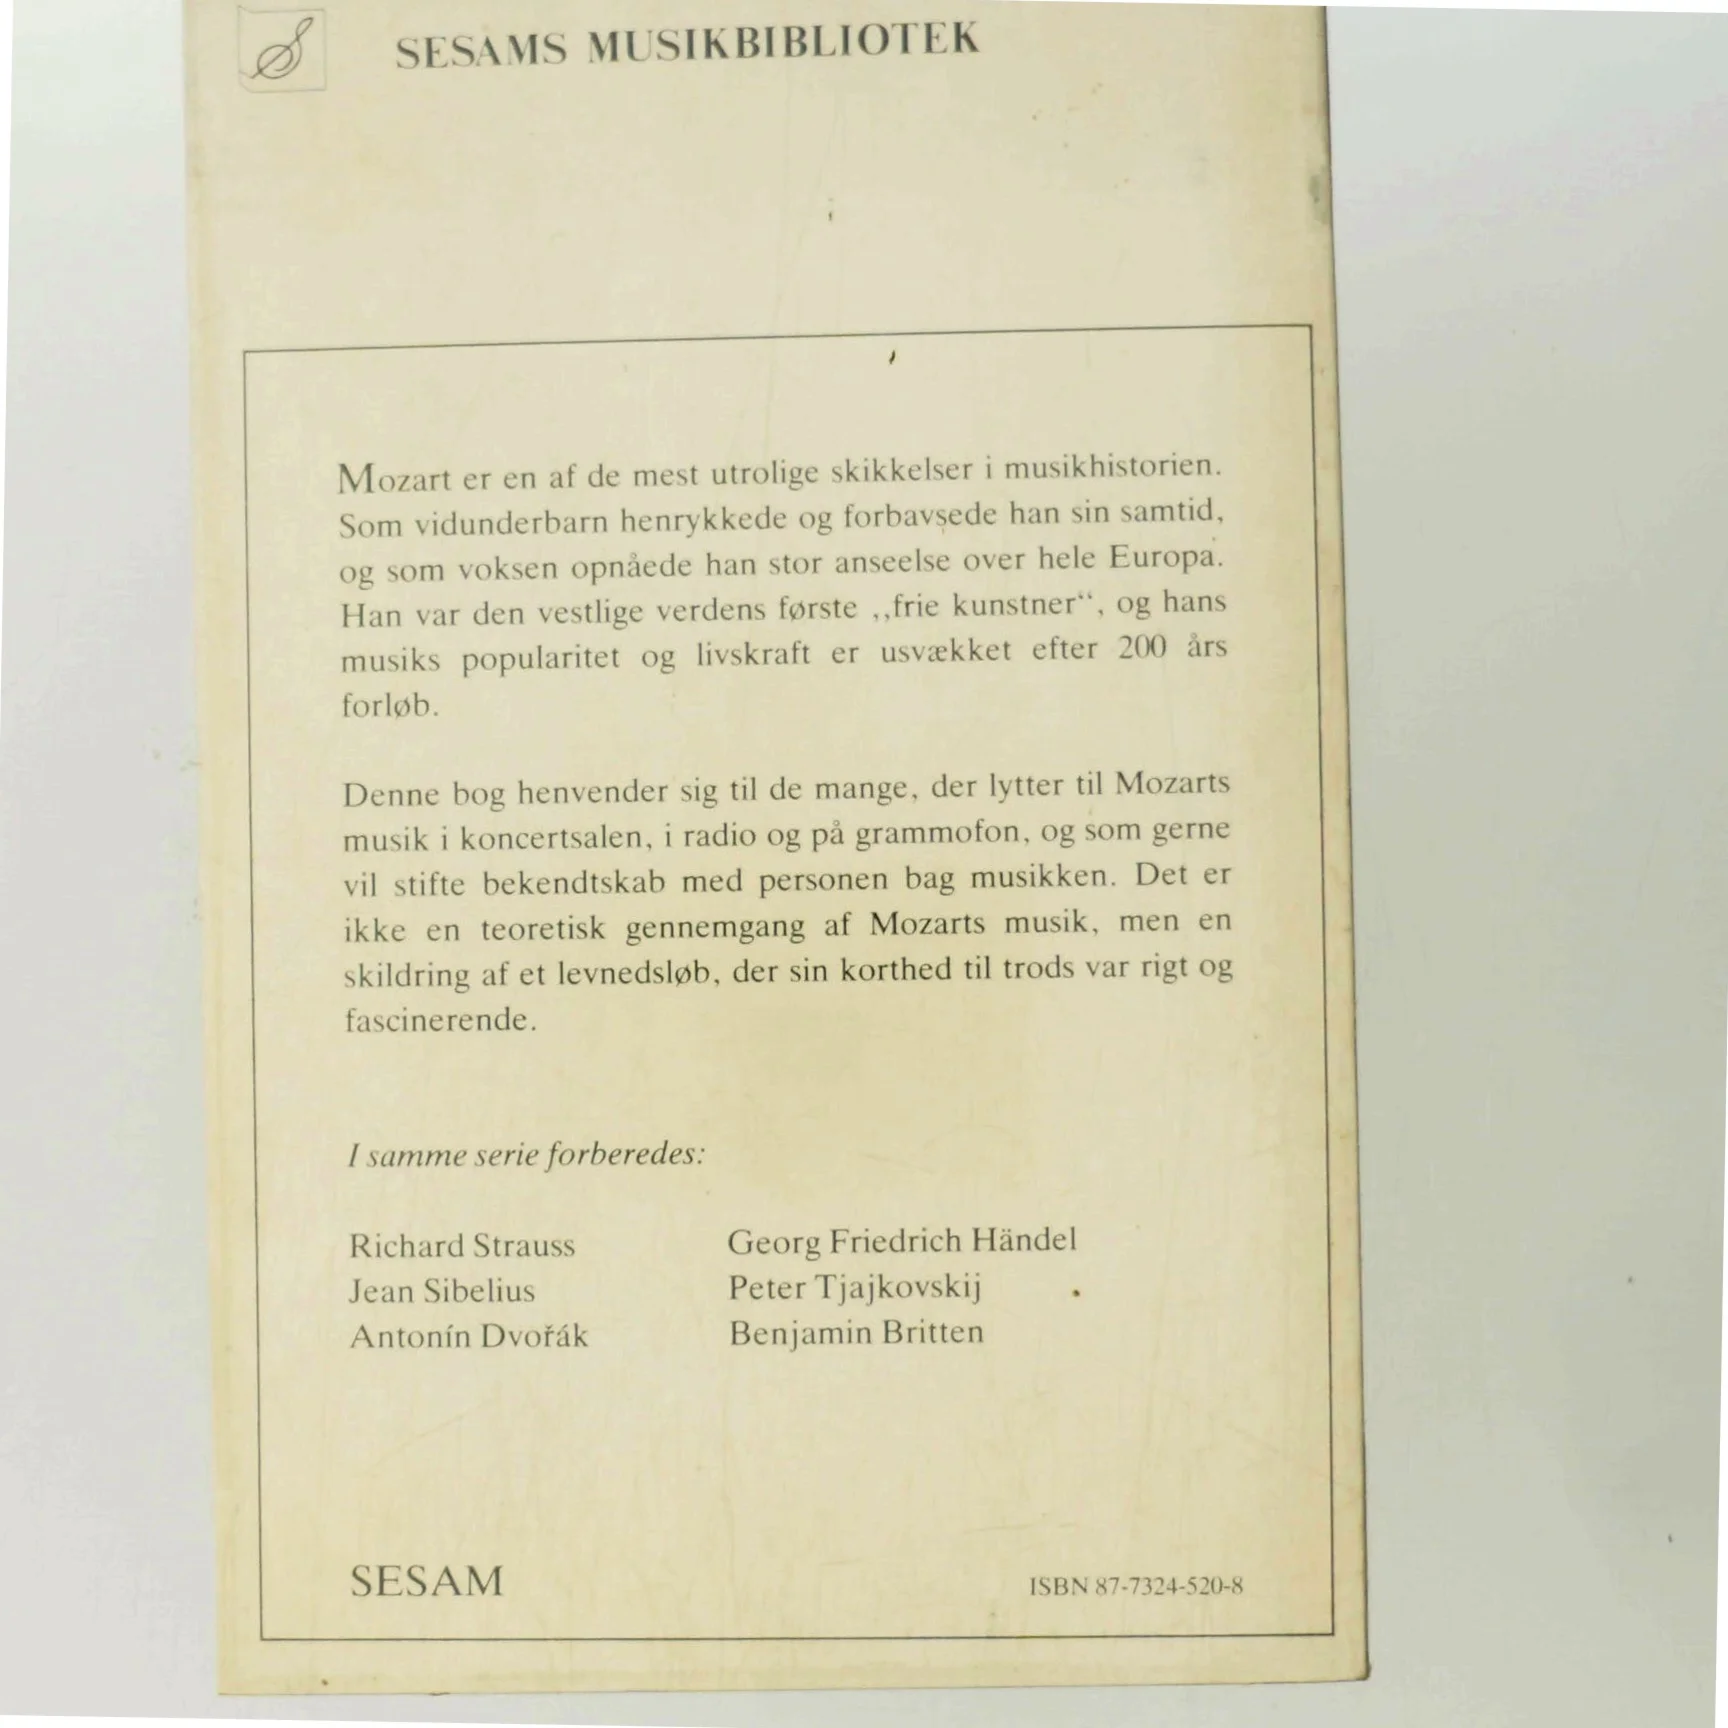 S
SESAMS MUSIKBIBLIOTEK
Mozart er en af de mest utrolige skikkelser i musikhistorien.
Som vidunderbarn henrykkede og forbavsede han sin samtid,
og som voksen opnåede han stor anseelse over hele Europa.
Han var den vestlige verdens første ,,frie kunstner“, og hans
musiks popularitet og livskraft er usvækket efter 200 års
forløb.
Denne bog henvender sig til de mange, der lytter til Mozarts
musik i koncertsalen, i radio og på grammofon, og som gerne
vil stifte bekendtskab med personen bag musikken. Det er
ikke en teoretisk gennemgang af Mozarts musik, men en
skildring af et levnedsløb, der sin korthed til trods var rigt og
fascinerende.
I samme serie forberedes:
Richard Strauss
Jean Sibelius
Antonín Dvořák
Georg Friedrich Händel
Peter Tjajkovskij
Benjamin Britten
SESAM
ISBN 87-7324-520-8